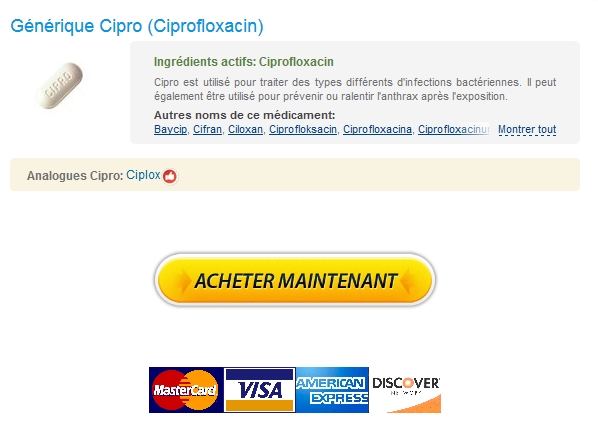 Générique Cipro (Ciprofloxacin)
CIPRO
Ingrédients actifs: Ciprofloxacin
Cipro est utilisé pour traiter des types différents d'infections bactériennes. Il peut
également être utilisé pour prévenir ou ralentir l'anthrax après l'exposition.
Autres noms de ce médicament:
Baycip, Cifran, Ciloxan, Ciprofloksacin, Ciprofloxacina, Ciprofloxacinu Montrer tout
Analogues Cipro: Ciplox
ACHETER MAINTENANT
MasterCard VISA AMERICAN EXPRESS DISCOVER NETWORK